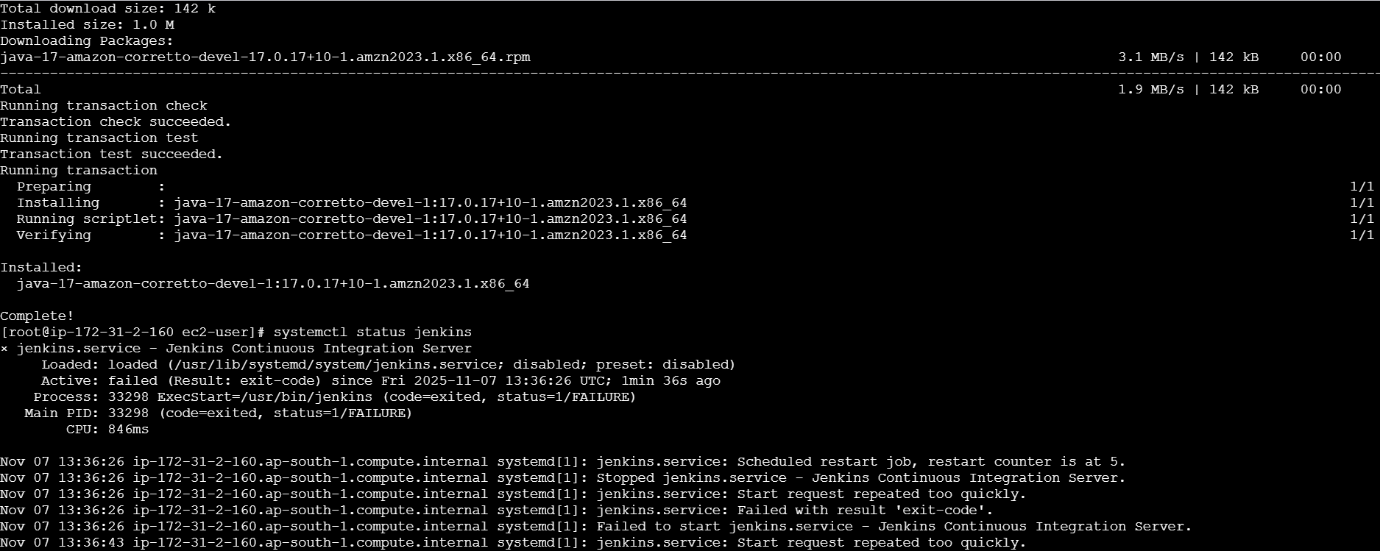 Total download size: 142 k
Installed size: 1.0 M
Downloading Packages:
java-17-amazon-corretto-devel-17.0.17+10-1.amzn2023.1.x86_64.rpm 3.1 MB/s | 142 kB 00:00
--------------------------------------------------------------------------------
Total 1.9 MB/s | 142 kB 00:00
Running transaction check
Transaction check succeeded.
Running transaction test
Transaction test succeeded.
Running transaction
Preparing : 1/1
Installing : java-17-amazon-corretto-devel-1:17.0.17+10-1.amzn2023.1.x86_64 1/1
Running scriptlet: java-17-amazon-corretto-devel-1:17.0.17+10-1.amzn2023.1.x86_64 1/1
Verifying : java-17-amazon-corretto-devel-1:17.0.17+10-1.amzn2023.1.x86_64 1/1
Installed:
java-17-amazon-corretto-devel-1:17.0.17+10-1.amzn2023.1.x86_64
Complete!
[root@ip-172-31-2-160 ec2-user]# systemctl status jenkins
× jenkins.service - Jenkins Continuous Integration Server
Loaded: loaded (/usr/lib/systemd/system/jenkins.service; disabled; preset: disabled)
Active: failed (Result: exit-code) since Fri 2025-11-07 13:36:26 UTC; 1min 36s ago
Process: 33298 ExecStart=/usr/bin/jenkins (code=exited, status=1/FAILURE)
Main PID: 33298 (code=exited, status=1/FAILURE)
CPU: 846ms
Nov 07 13:36:26 ip-172-31-2-160.ap-south-1.compute.internal systemd[1]: jenkins.service: Scheduled restart job, restart counter is at 5.
Nov 07 13:36:26 ip-172-31-2-160.ap-south-1.compute.internal systemd[1]: Stopped jenkins.service - Jenkins Continuous Integration Server.
Nov 07 13:36:26 ip-172-31-2-160.ap-south-1.compute.internal systemd[1]: jenkins.service: Start request repeated too quickly.
Nov 07 13:36:26 ip-172-31-2-160.ap-south-1.compute.internal systemd[1]: jenkins.service: Failed with result 'exit-code'.
Nov 07 13:36:26 ip-172-31-2-160.ap-south-1.compute.internal systemd[1]: Failed to start jenkins.service - Jenkins Continuous Integration Server.
Nov 07 13:36:43 ip-172-31-2-160.ap-south-1.compute.internal systemd[1]: jenkins.service: Start request repeated too quickly.